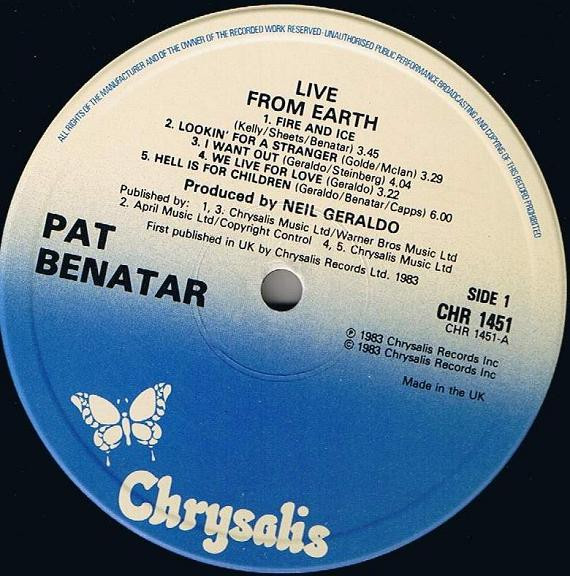 ALL RIGHTS OF THE MANUFACTURER AND OF THE OWNER OF THE RECORDED WORK RESERVED · UNAUTHORISED PUBLIC PERFORMANCE BROADCASTING AND COPYING OF THIS RECORD PROHIBITED
LIVE
FROM EARTH
1. FIRE AND ICE
(Kelly/Sheets/Benatar) 3.45
2. LOOKIN' FOR A STRANGER (Golde/Mclan) 3.29
3. I WANT OUT (Geraldo/Steinberg) 4.04
4. WE LIVE FOR LOVE (Geraldo) 3.22
5. HELL IS FOR CHILDREN (Geraldo/Benatar/Capps) 6.00
Produced by NEIL GERALDO
Published by: 1, 3. Chrysalis Music Ltd/Warner Bros Music Ltd
2. April Music Ltd/Copyright Control 4, 5. Chrysalis Music Ltd
First published in UK by Chrysalis Records Ltd. 1983
PAT
BENATAR
SIDE 1
CHR 1451
CHR 1451-A
℗ 1983 Chrysalis Records Inc
© 1983 Chrysalis Records Inc
Made in the UK
Chrysalis